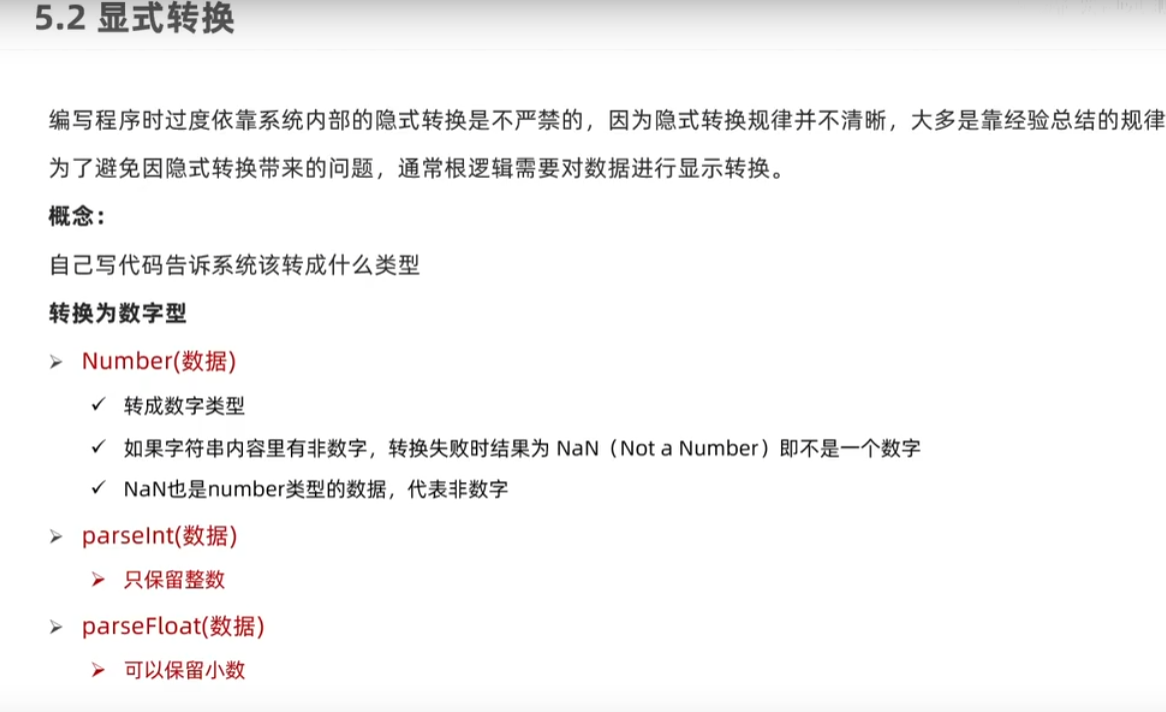 5.2 显式转换
编写程序时过度依靠系统内部的隐式转换是不严禁的，因为隐式转换规律并不清晰，大多是靠经验总结的规律
为了避免因隐式转换带来的问题，通常根逻辑需要对数据进行显示转换。
概念：
自己写代码告诉系统该转成什么类型
转换为数字型
➢ Number(数据)
✓ 转成数字类型
✓ 如果字符串内容里有非数字，转换失败时结果为 NaN（Not a Number）即不是一个数字
✓ NaN也是number类型的数据，代表非数字
➢ parseInt(数据)
➢ 只保留整数
➢ parseFloat(数据)
➢ 可以保留小数